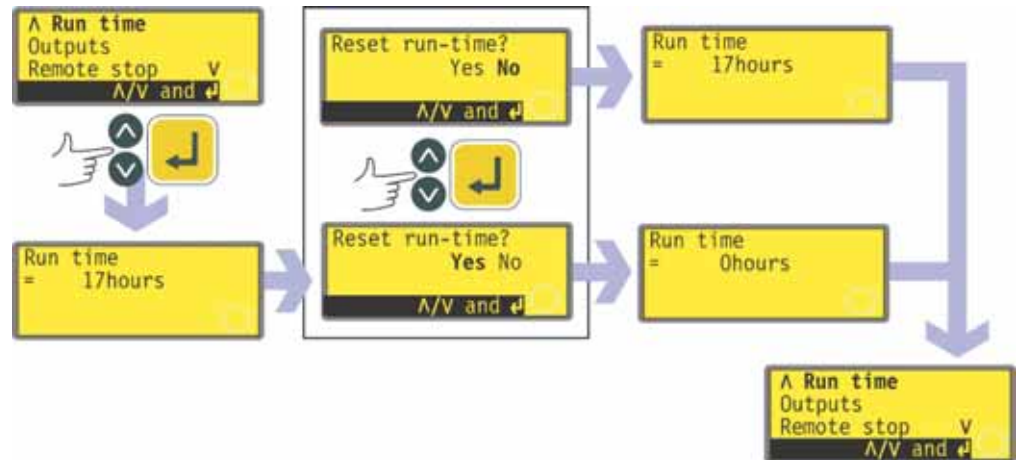 Λ Run time
Outputs
Remote stop V
Λ/V and ↵
Run time
= 17hours
Reset run-time?
Yes No
Λ/V and ↵
Reset run-time?
Yes No
Λ/V and ↵
Run time
= 17hours
Run time
= 0hours
Λ Run time
Outputs
Remote stop V
Λ/V and ↵